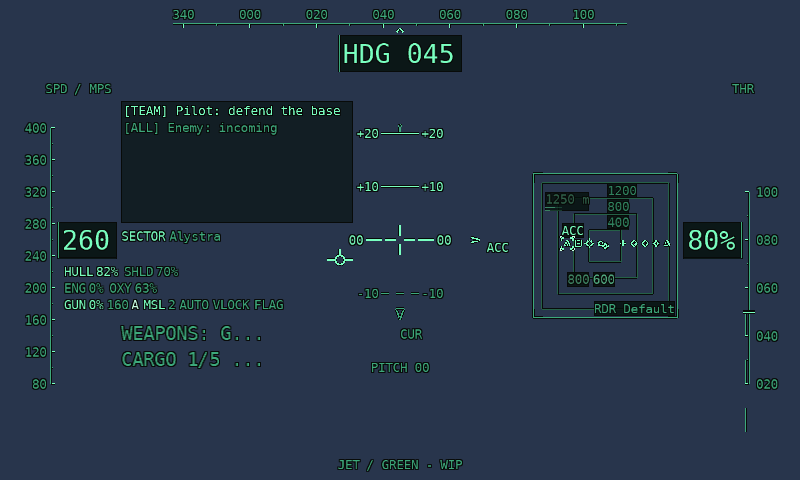 340 000 020 040 060 080 100
HDG 045
SPD / MPS
THR
[TEAM] Pilot: defend the base
[ALL] Enemy: incoming
400
360
320
280
240
200
160
120
80
260
SECTOR Alystra
HULL 82% SHLD 70%
ENG 0% OXY 63%
GUN 0% 160 A MSL 2 AUTO VLOCK FLAG
WEAPONS: G...
CARGO 1/5 ...
+20 +20
+10 +10
00 00
-10 -10
ACC
CUR
PITCH 00
1250 m
1200
800
400
ACC
800 600
RDR Default
80%
100
080
060
040
020
JET / GREEN - WIP